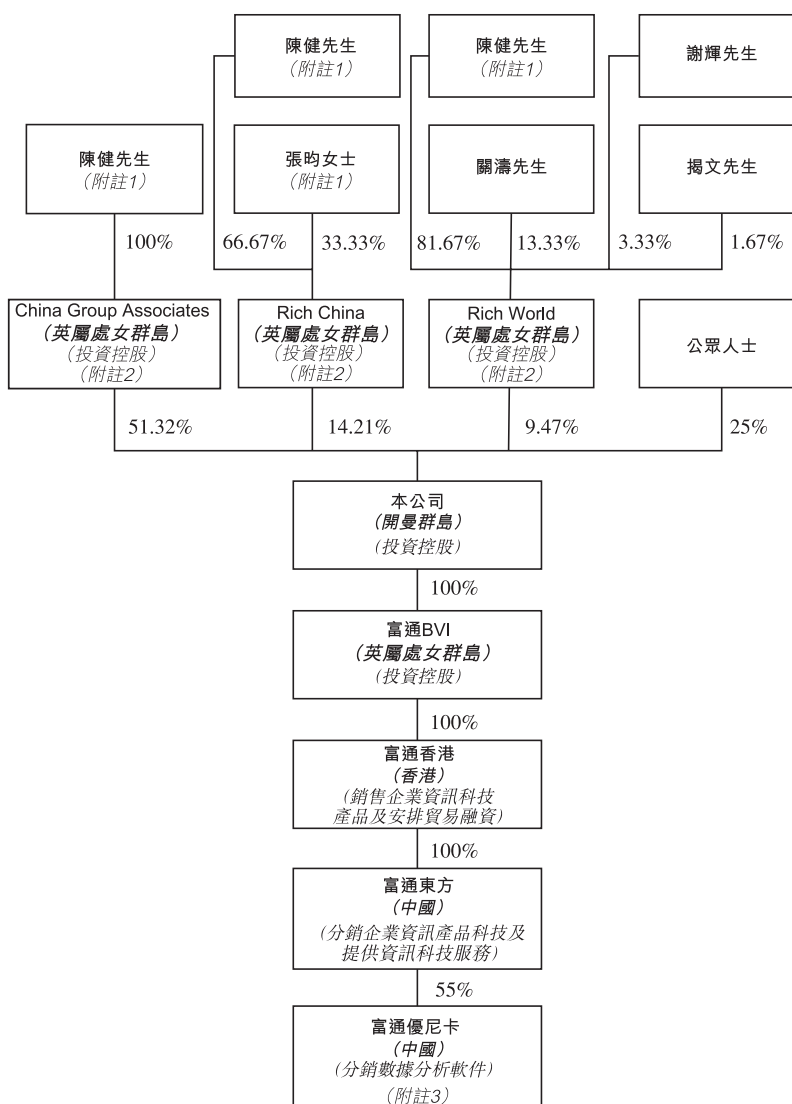 陳健先生
（附註1）
陳健先生
（附註1）
謝輝先生
陳健先生
（附註1）
張昀女士
（附註1）
關濤先生
揭文先生
100%
66.67%
33.33%
81.67%
13.33%
3.33%
1.67%
China Group Associates
（英屬處女群島）
（投資控股）
（附註2）
Rich China
（英屬處女群島）
（投資控股）
（附註2）
Rich World
（英屬處女群島）
（投資控股）
（附註2）
公眾人士
51.32%
14.21%
9.47%
25%
本公司
（開曼群島）
（投資控股）
100%
富通BVI
（英屬處女群島）
（投資控股）
100%
富通香港
（香港）
（銷售企業資訊科技
產品及安排貿易融資）
100%
富通東方
（中國）
（分銷企業資訊產品科技及
提供資訊科技服務）
55%
富通優尼卡
（中國）
（分銷數據分析軟件）
（附註3）